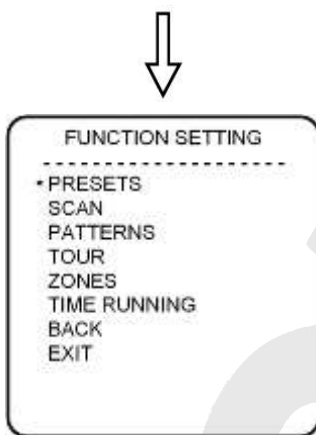 FUNCTION SETTING
- - - - - - - - - - - - - - - - - - - - - - -
• PRESETS
SCAN
PATTERNS
TOUR
ZONES
TIME RUNNING
BACK
EXIT